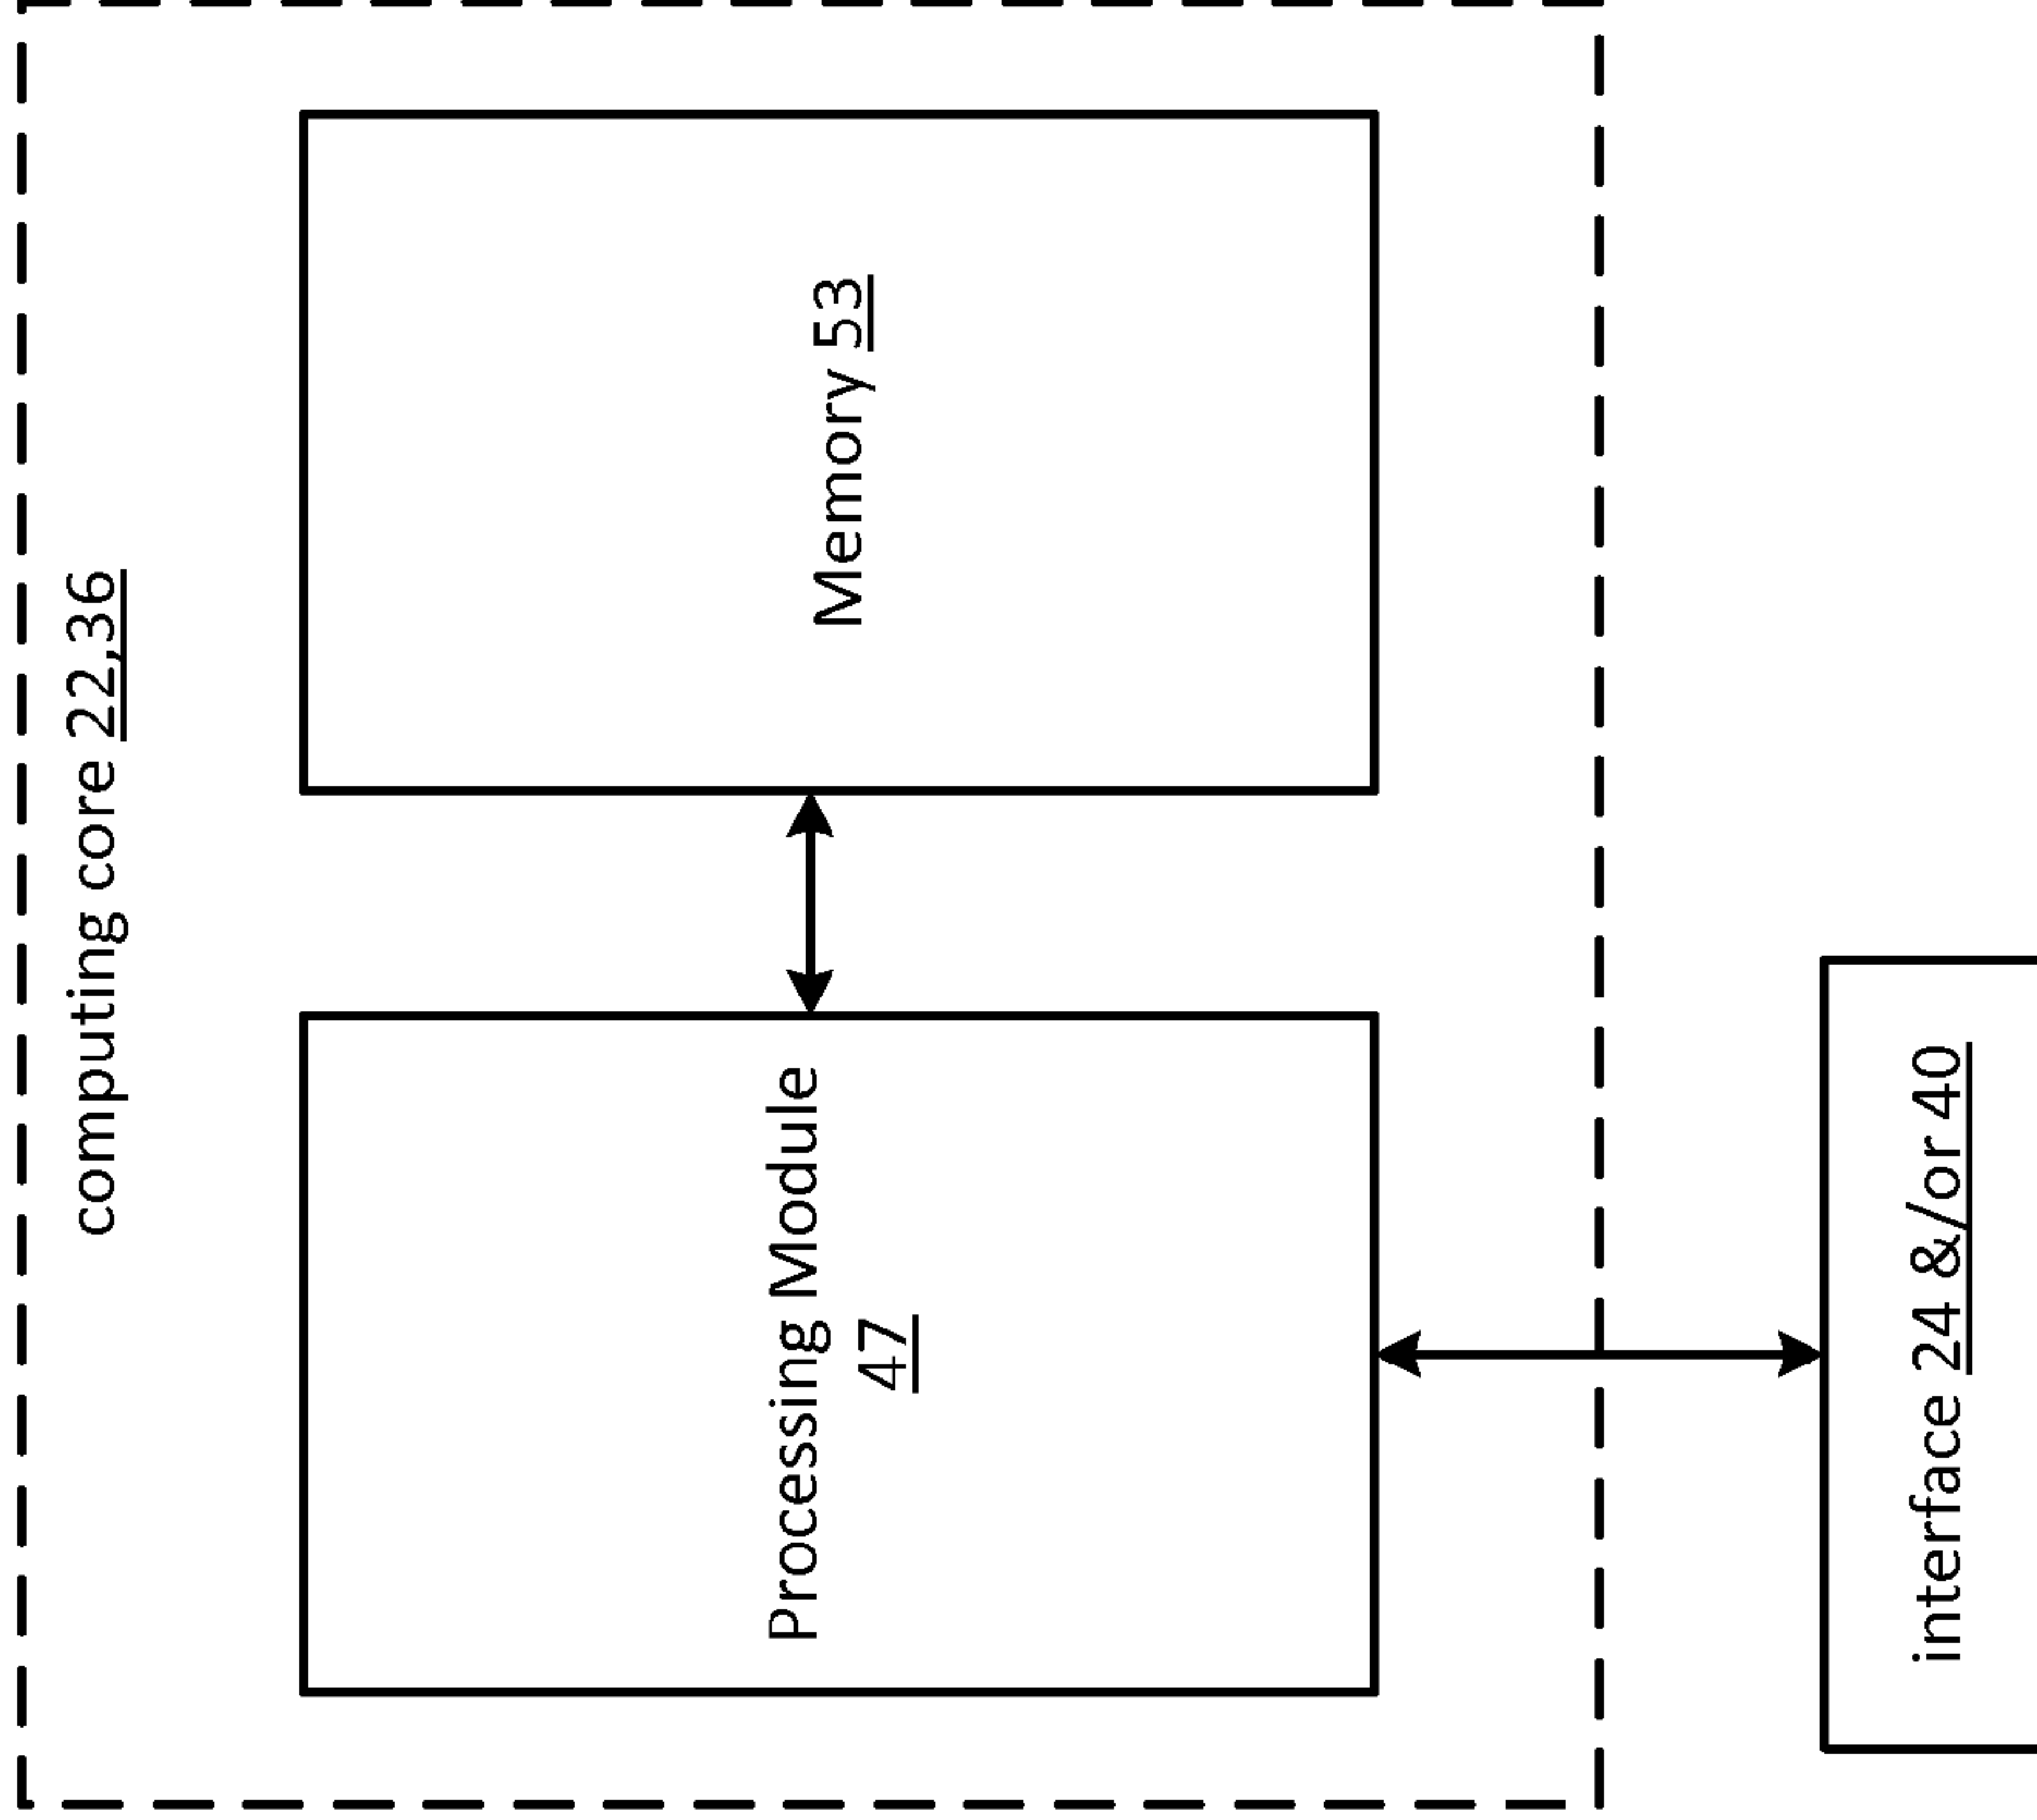 computing core 22,36
Processing Module
47
Memory 53
interface 24 &/or 40